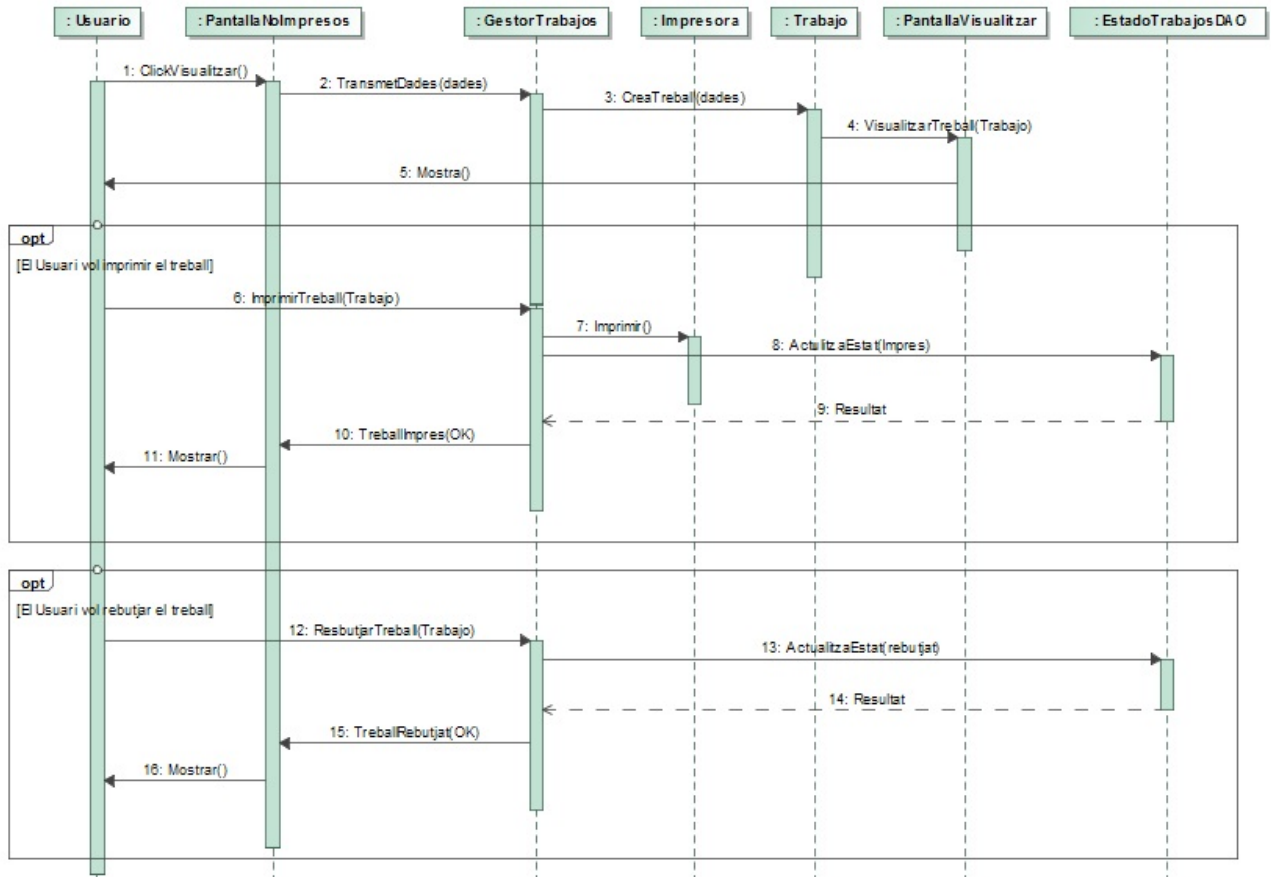 : Usuario
: PantallaNoImpresos
: GestorTrabajos
: Impresora
: Trabajo
: PantallaVisualitzar
: EstadoTrabajosDAO
1: ClickVisualitzar()
2: TransmetDades(dades)
3: CreaTreball(dades)
4: VisualitzarTreball(Trabajo)
5: Mostra()
opt
[El Usuari vol imprimir el treball]
6: ImprimirTreball(Trabajo)
7: Imprimir()
8: ActulitzaEstat(Impres)
9: Resultat
10: TreballImpres(OK)
11: Mostrar()
opt
[El Usuari vol rebutjar el treball]
12: ResbutjarTreball(Trabajo)
13: ActualitzaEstat(rebutjat)
14: Resultat
15: TreballRebutjat(OK)
16: Mostrar()